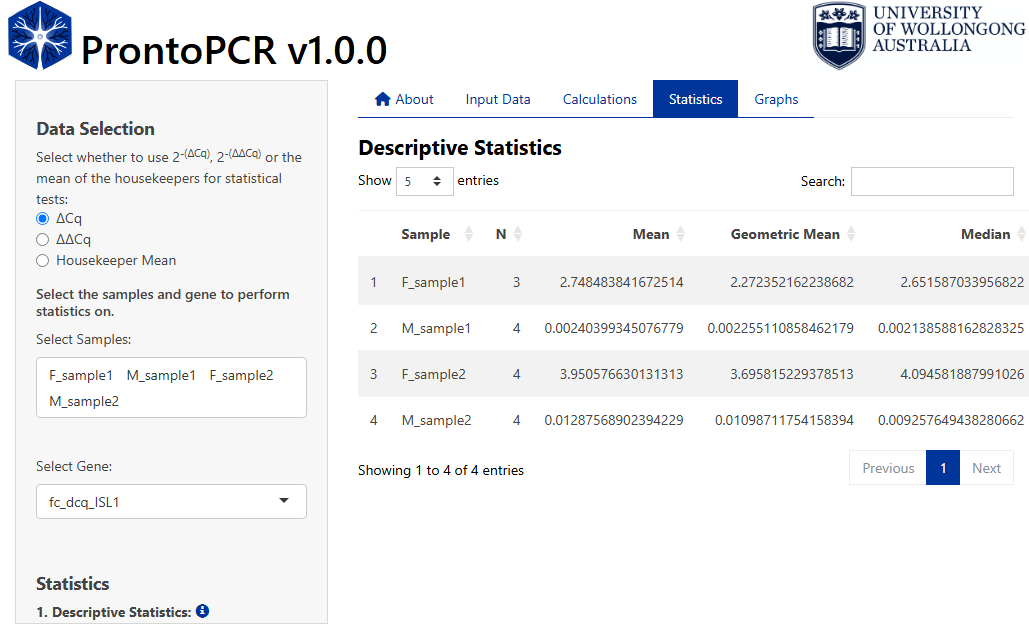 ProntoPCR v1.0.0
UNIVERSITY
OF WOLLONGONG
AUSTRALIA
Data Selection
Select whether to use 2-(ΔCq), 2-(ΔΔCq) or the
mean of the housekeepers for statistical
tests:
ΔCq
ΔΔCq
Housekeeper Mean
Select the samples and gene to perform
statistics on.
Select Samples:
F_sample1 M_sample1 F_sample2
M_sample2
Select Gene:
fc_dcq_ISL1
Statistics
1. Descriptive Statistics:
About Input Data Calculations Statistics Graphs
Descriptive Statistics
Show 5 entries Search:
Sample N Mean Geometric Mean Median
1 F_sample1 3 2.748483841672514 2.272352162238682 2.651587033956822
2 M_sample1 4 0.00240399345076779 0.002255110858462179 0.002138588162828325
3 F_sample2 4 3.950576630131313 3.695815229378513 4.094581887991026
4 M_sample2 4 0.01287568902394229 0.01098711754158394 0.009257649438280662
Showing 1 to 4 of 4 entries Previous 1 Next